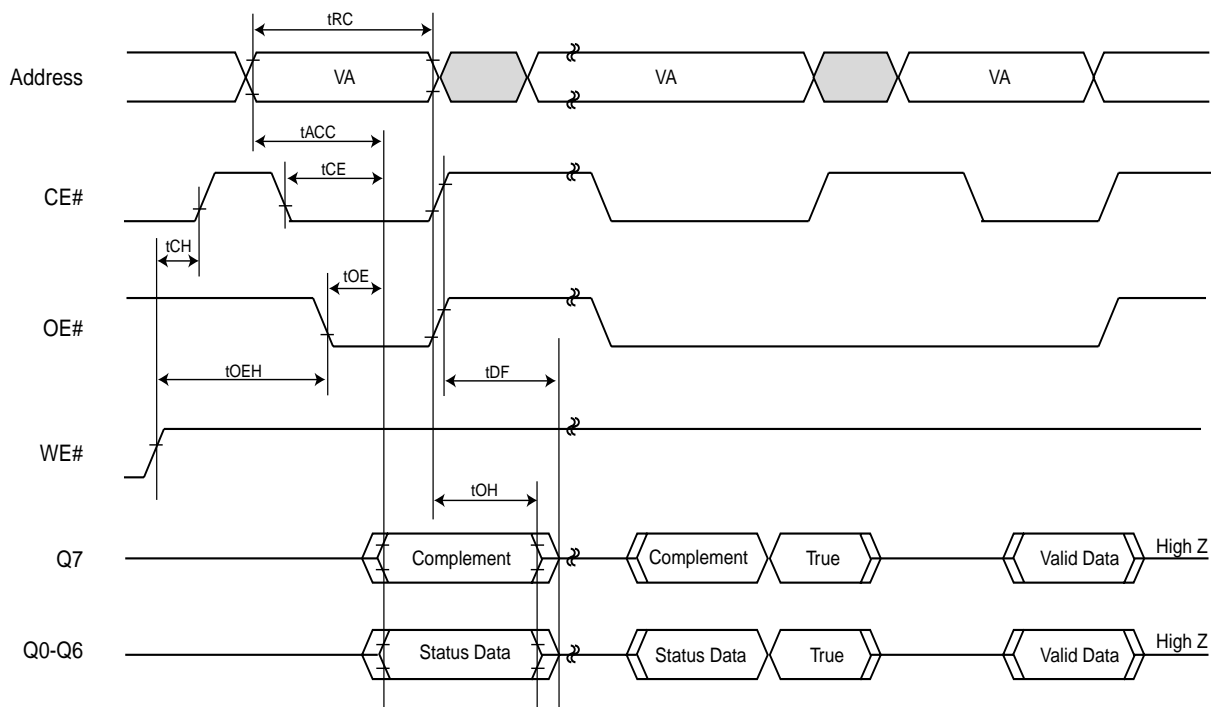 tRC
Address VA VA VA
tACC
tCE
CE#
tCH
tOE
OE#
tOEH tDF
WE#
tOH
Q7 Complement Complement True Valid Data High Z
Q0-Q6 Status Data Status Data True Valid Data High Z